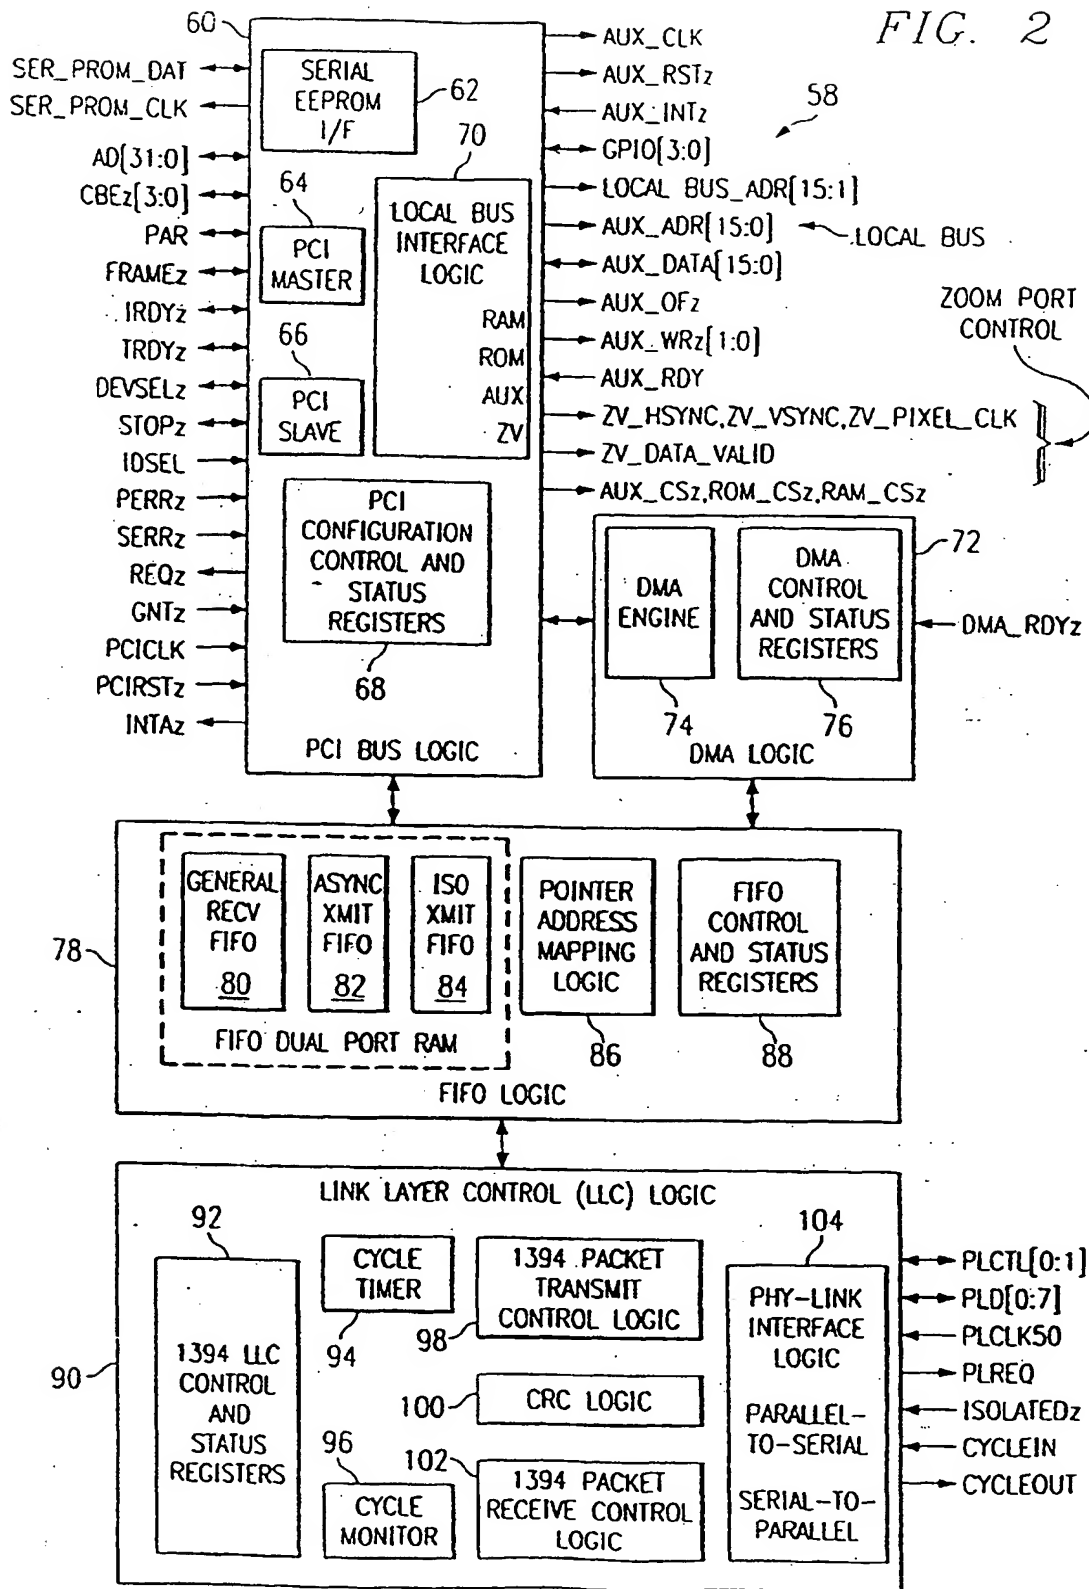 FIG. 2
60
58
SER_PROM_DAT
SER_PROM_CLK
AD[31:0]
CBEz[3:0]
PAR
FRAMEz
IRDYz
TRDYz
DEVSELz
STOPz
IDSEL
PERRz
SERRz
REQz
GNTz
PCICLK
PCIRSTz
INTAz
SERIAL
EEPROM
I/F
62
64
PCI
MASTER
66
PCI
SLAVE
70
LOCAL BUS
INTERFACE
LOGIC
RAM
ROM
AUX
ZV
PCI
CONFIGURATION
CONTROL AND
STATUS
REGISTERS
68
PCI BUS LOGIC
AUX_CLK
AUX_RSTz
AUX_INTz
GPIO[3:0]
LOCAL BUS_ADR[15:1]
AUX_ADR[15:0]
LOCAL BUS
AUX_DATA[15:0]
AUX_OFz
AUX_WRz[1:0]
AUX_RDY
ZV_HSYNC,ZV_VSYNC,ZV_PIXEL_CLK
ZV_DATA_VALID
AUX_CSz,ROM_CSz,RAM_CSz
ZOOM PORT
CONTROL
72
DMA
ENGINE
74
DMA
CONTROL
AND STATUS
REGISTERS
76
DMA LOGIC
DMA_RDYz
78
GENERAL
RECV
FIFO
80
ASYNC
XMIT
FIFO
82
ISO
XMIT
FIFO
84
FIFO DUAL PORT RAM
POINTER
ADDRESS
MAPPING
LOGIC
86
FIFO
CONTROL
AND STATUS
REGISTERS
88
FIFO LOGIC
LINK LAYER CONTROL (LLC) LOGIC
90
92
1394 LLC
CONTROL
AND
STATUS
REGISTERS
CYCLE
TIMER
94
96
CYCLE
MONITOR
1394 PACKET
TRANSMIT
CONTROL LOGIC
98
100
CRC LOGIC
102
1394 PACKET
RECEIVE CONTROL
LOGIC
104
PHY-LINK
INTERFACE
LOGIC
PARALLEL-
TO-SERIAL
SERIAL-TO-
PARALLEL
PLCTL[0:1]
PLD[0:7]
PLCLK50
PLREQ
ISOLATEDz
CYCLEIN
CYCLEOUT